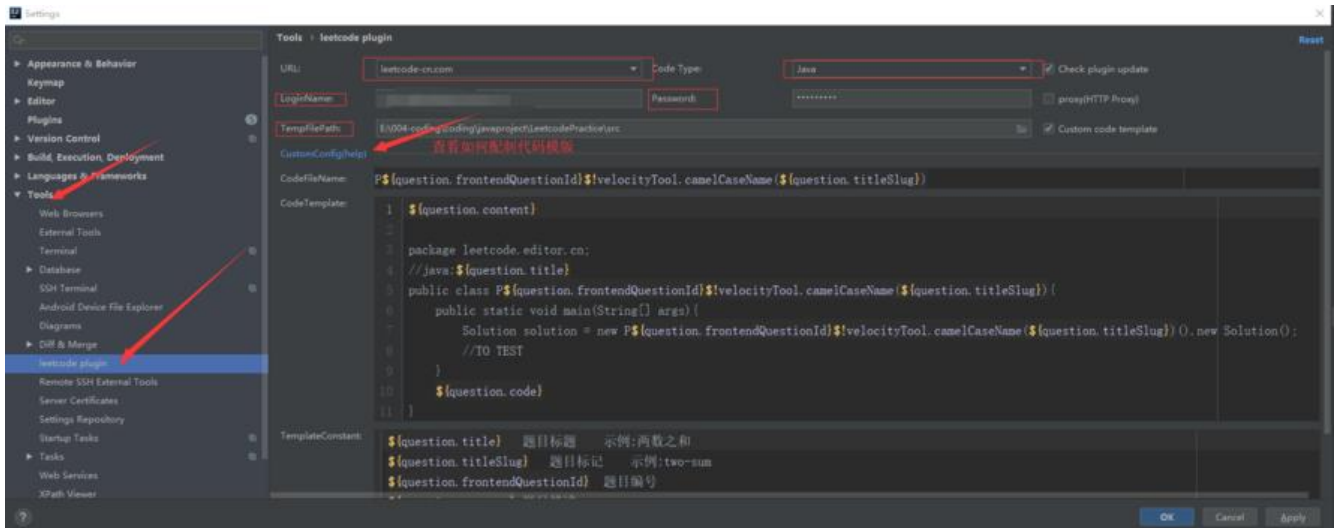 Settings
Tools › leetcode plugin
Reset
Appearance & Behavior
Keymap
Editor
Plugins
Version Control
Build, Execution, Deployment
Languages & Frameworks
Tools
Web Browsers
External Tools
Terminal
Database
SSH Terminal
Android Device File Explorer
Diagrams
Diff & Merge
leetcode plugin
Remote SSH External Tools
Server Certificates
Settings Repository
Startup Tasks
Tasks
Web Services
XPath Viewer
URL: leetcode-cn.com Code Type: Java Check plugin update
LoginName: Password: ********* proxy(HTTP Proxy)
TempFilePath: E:\004-coding\coding\javaproject\LeetcodePractice\src Custom code template
CustomConfig(help) 查看如何配制代码模版
CodeFileName: P${question.frontendQuestionId}$!velocityTool.camelCaseName(${question.titleSlug})
CodeTemplate:
1 ${question.content}
2
3 package leetcode.editor.cn;
4 //java:${question.title}
5 public class P${question.frontendQuestionId}$!velocityTool.camelCaseName(${question.titleSlug}){
6 public static void main(String[] args){
7 Solution solution = new P${question.frontendQuestionId}$!velocityTool.camelCaseName(${question.titleSlug})().new Solution();
8 //TO TEST
9 }
10 ${question.code}
11 }
TemplateConstant: ${question.title} 题目标题 示例:两数之和
${question.titleSlug} 题目标记 示例:two-sum
${question.frontendQuestionId} 题目编号
? OK Cancel Apply